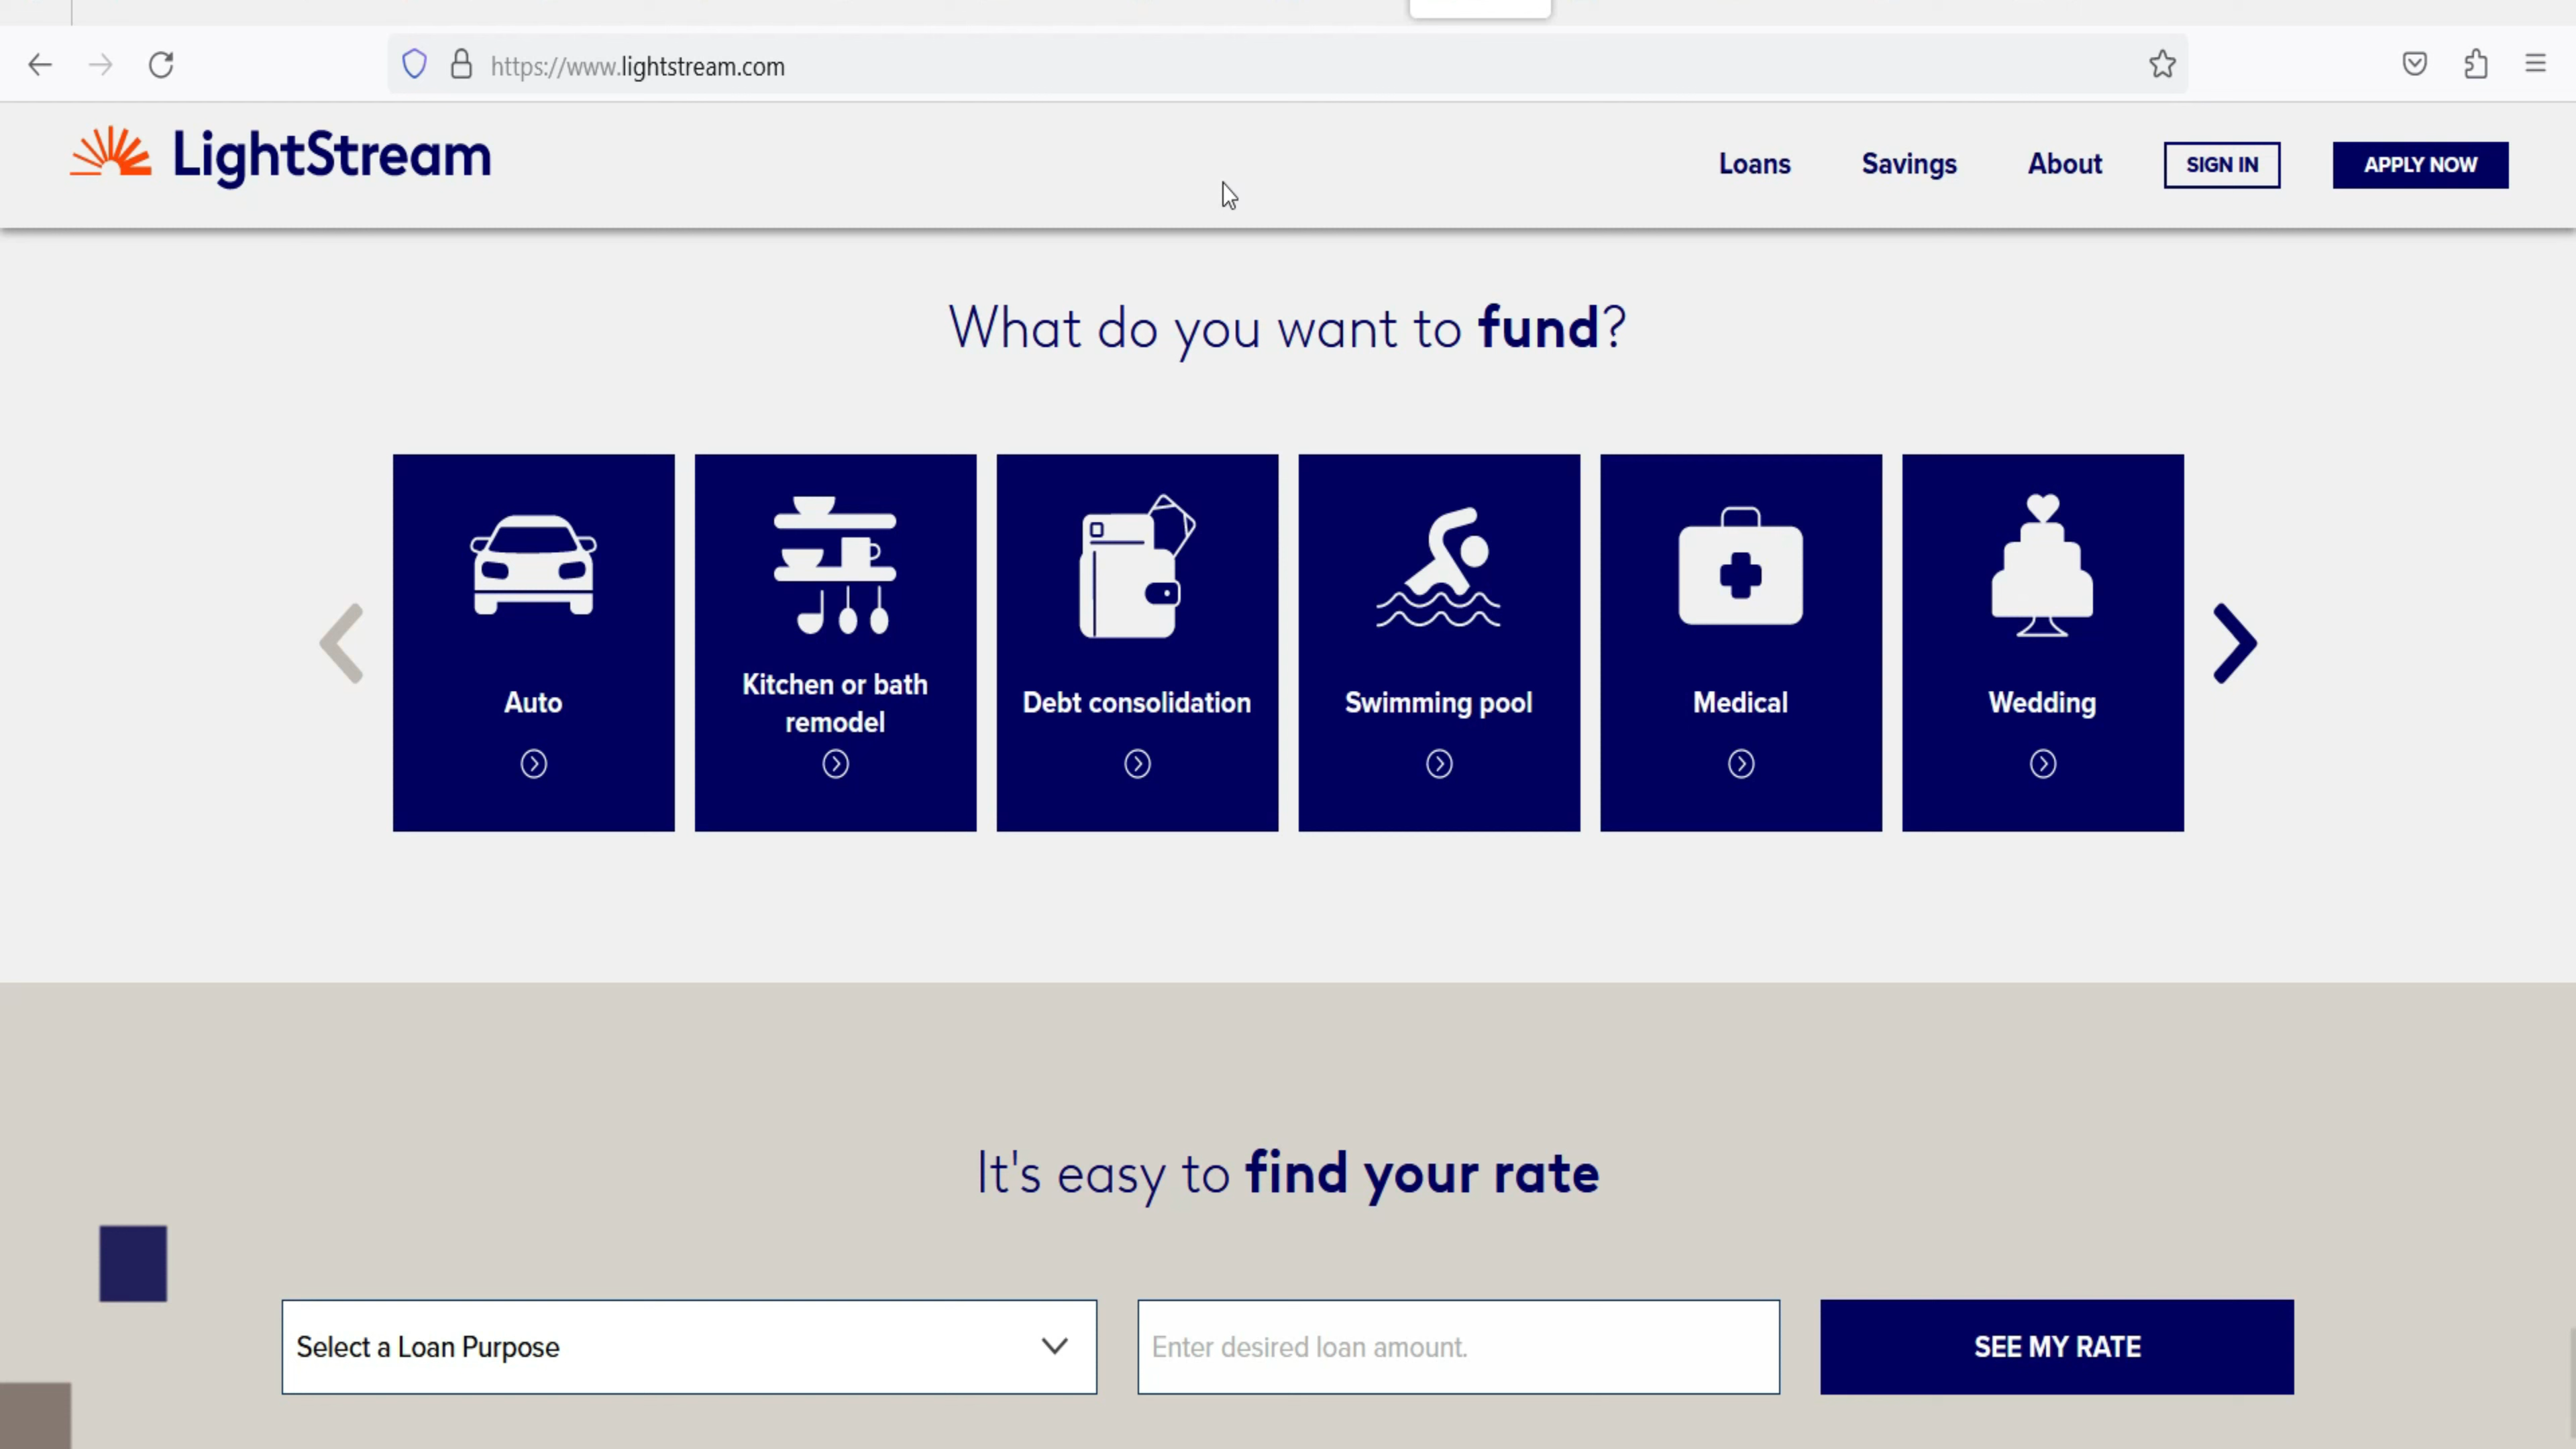 https://www.lightstream.com
LightStream
Loans
Savings
About
SIGN IN
APPLY NOW
What do you want to fund?
Auto
Kitchen or bath
remodel
Debt consolidation
Swimming pool
Medical
Wedding
It's easy to find your rate
Select a Loan Purpose
Enter desired loan amount.
SEE MY RATE